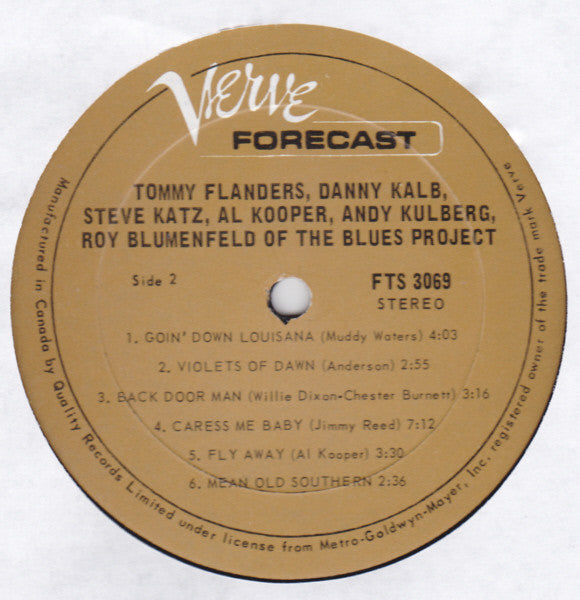 Verve
FORECAST
TOMMY FLANDERS, DANNY KALB,
STEVE KATZ, AL KOOPER, ANDY KULBERG,
ROY BLUMENFELD OF THE BLUES PROJECT
Side 2
FTS 3069
STEREO
1. GOIN' DOWN LOUISANA (Muddy Waters) 4:03
2. VIOLETS OF DAWN (Anderson) 2:55
3. BACK DOOR MAN (Willie Dixon-Chester Burnett) 3:16
4. CARESS ME BABY (Jimmy Reed) 7:12
5. FLY AWAY (Al Kooper) 3:30
6. MEAN OLD SOUTHERN 2:36
Manufactured in Canada by Quality Records Limited under license from Metro-Goldwyn-Mayer, Inc. registered owner of the trade mark Verve